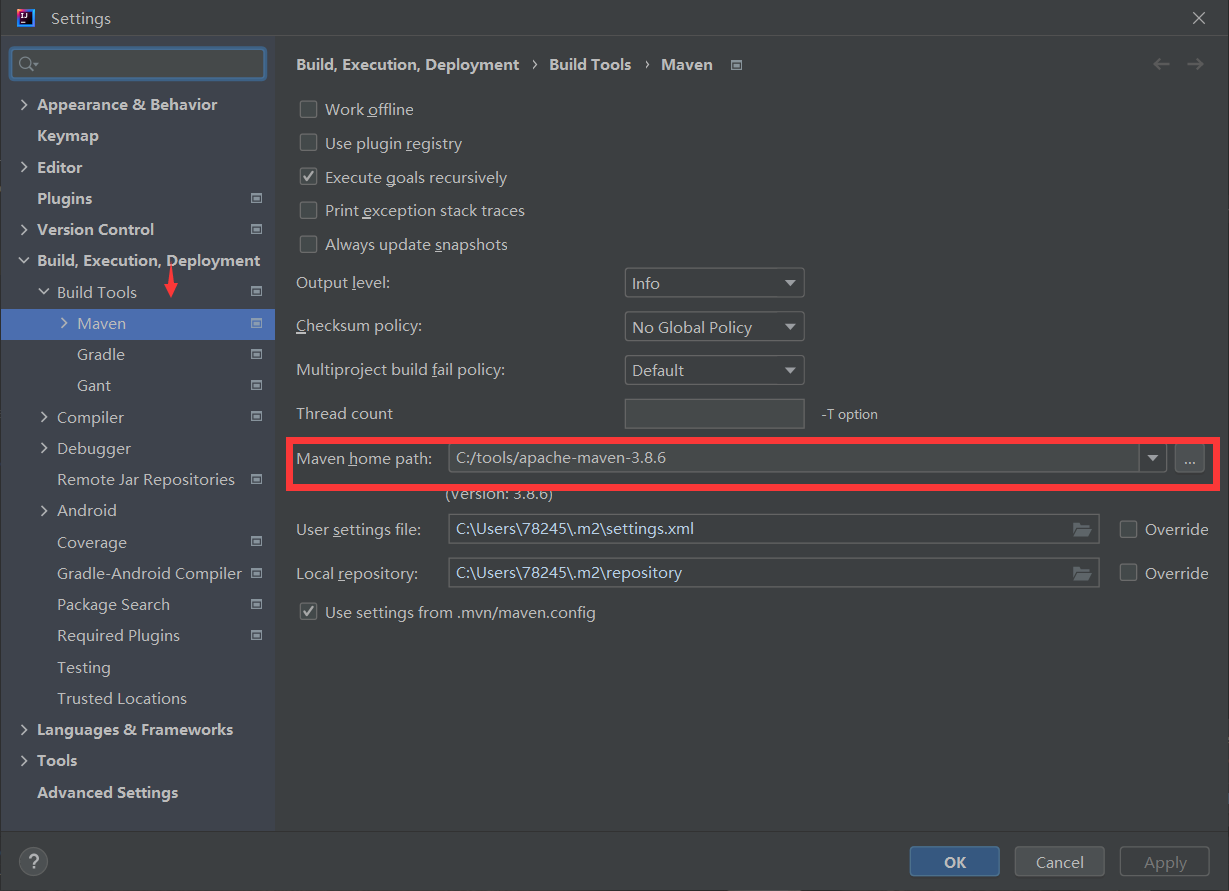 Settings
Appearance & Behavior
Keymap
Editor
Plugins
Version Control
Build, Execution, Deployment
Build Tools
Maven
Gradle
Gant
Compiler
Debugger
Remote Jar Repositories
Android
Coverage
Gradle-Android Compiler
Package Search
Required Plugins
Testing
Trusted Locations
Languages & Frameworks
Tools
Advanced Settings
Build, Execution, Deployment › Build Tools › Maven
Work offline
Use plugin registry
Execute goals recursively
Print exception stack traces
Always update snapshots
Output level: Info
Checksum policy: No Global Policy
Multiproject build fail policy: Default
Thread count -T option
Maven home path: C:/tools/apache-maven-3.8.6 ...
(Version: 3.8.6)
User settings file: C:\Users\78245\.m2\settings.xml Override
Local repository: C:\Users\78245\.m2\repository Override
Use settings from .mvn/maven.config
? OK Cancel Apply